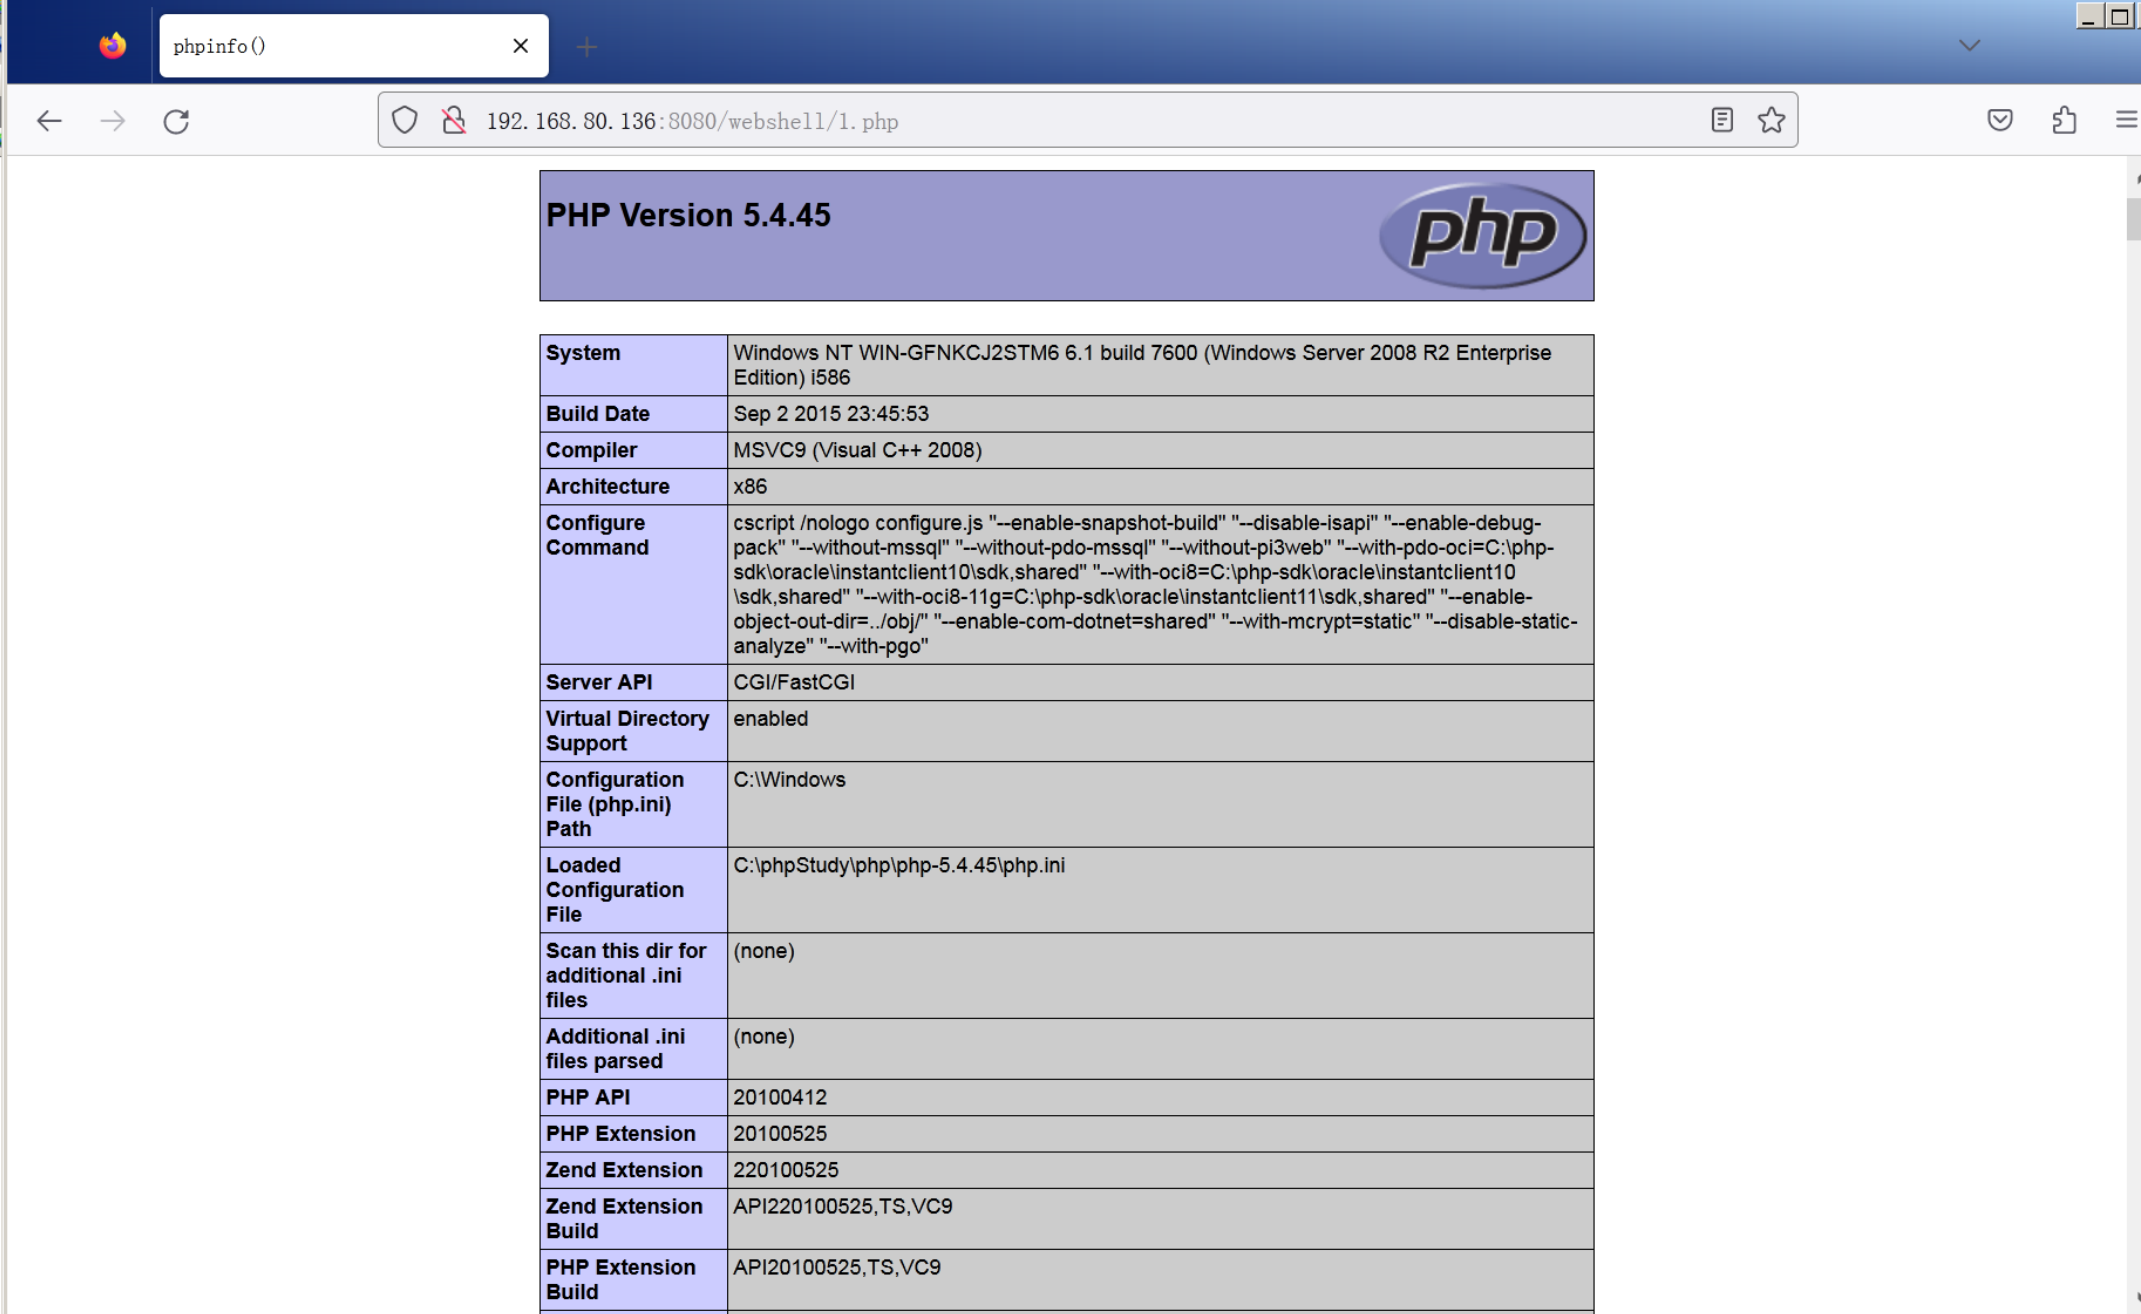 phpinfo()
192.168.80.136:8080/webshell/1.php
PHP Version 5.4.45
php
System
Windows NT WIN-GFNKCJ2STM6 6.1 build 7600 (Windows Server 2008 R2 Enterprise
Edition) i586
Build Date
Sep 2 2015 23:45:53
Compiler
MSVC9 (Visual C++ 2008)
Architecture
x86
Configure
Command
cscript /nologo configure.js "--enable-snapshot-build" "--disable-isapi" "--enable-debug-
pack" "--without-mssql" "--without-pdo-mssql" "--without-pi3web" "--with-pdo-oci=C:\php-
sdk\oracle\instantclient10\sdk,shared" "--with-oci8=C:\php-sdk\oracle\instantclient10
\sdk,shared" "--with-oci8-11g=C:\php-sdk\oracle\instantclient11\sdk,shared" "--enable-
object-out-dir=../obj/" "--enable-com-dotnet=shared" "--with-mcrypt=static" "--disable-static-
analyze" "--with-pgo"
Server API
CGI/FastCGI
Virtual Directory
Support
enabled
Configuration
File (php.ini)
Path
C:\Windows
Loaded
Configuration
File
C:\phpStudy\php\php-5.4.45\php.ini
Scan this dir for
additional .ini
files
(none)
Additional .ini
files parsed
(none)
PHP API
20100412
PHP Extension
20100525
Zend Extension
220100525
Zend Extension
Build
API220100525,TS,VC9
PHP Extension
Build
API20100525,TS,VC9